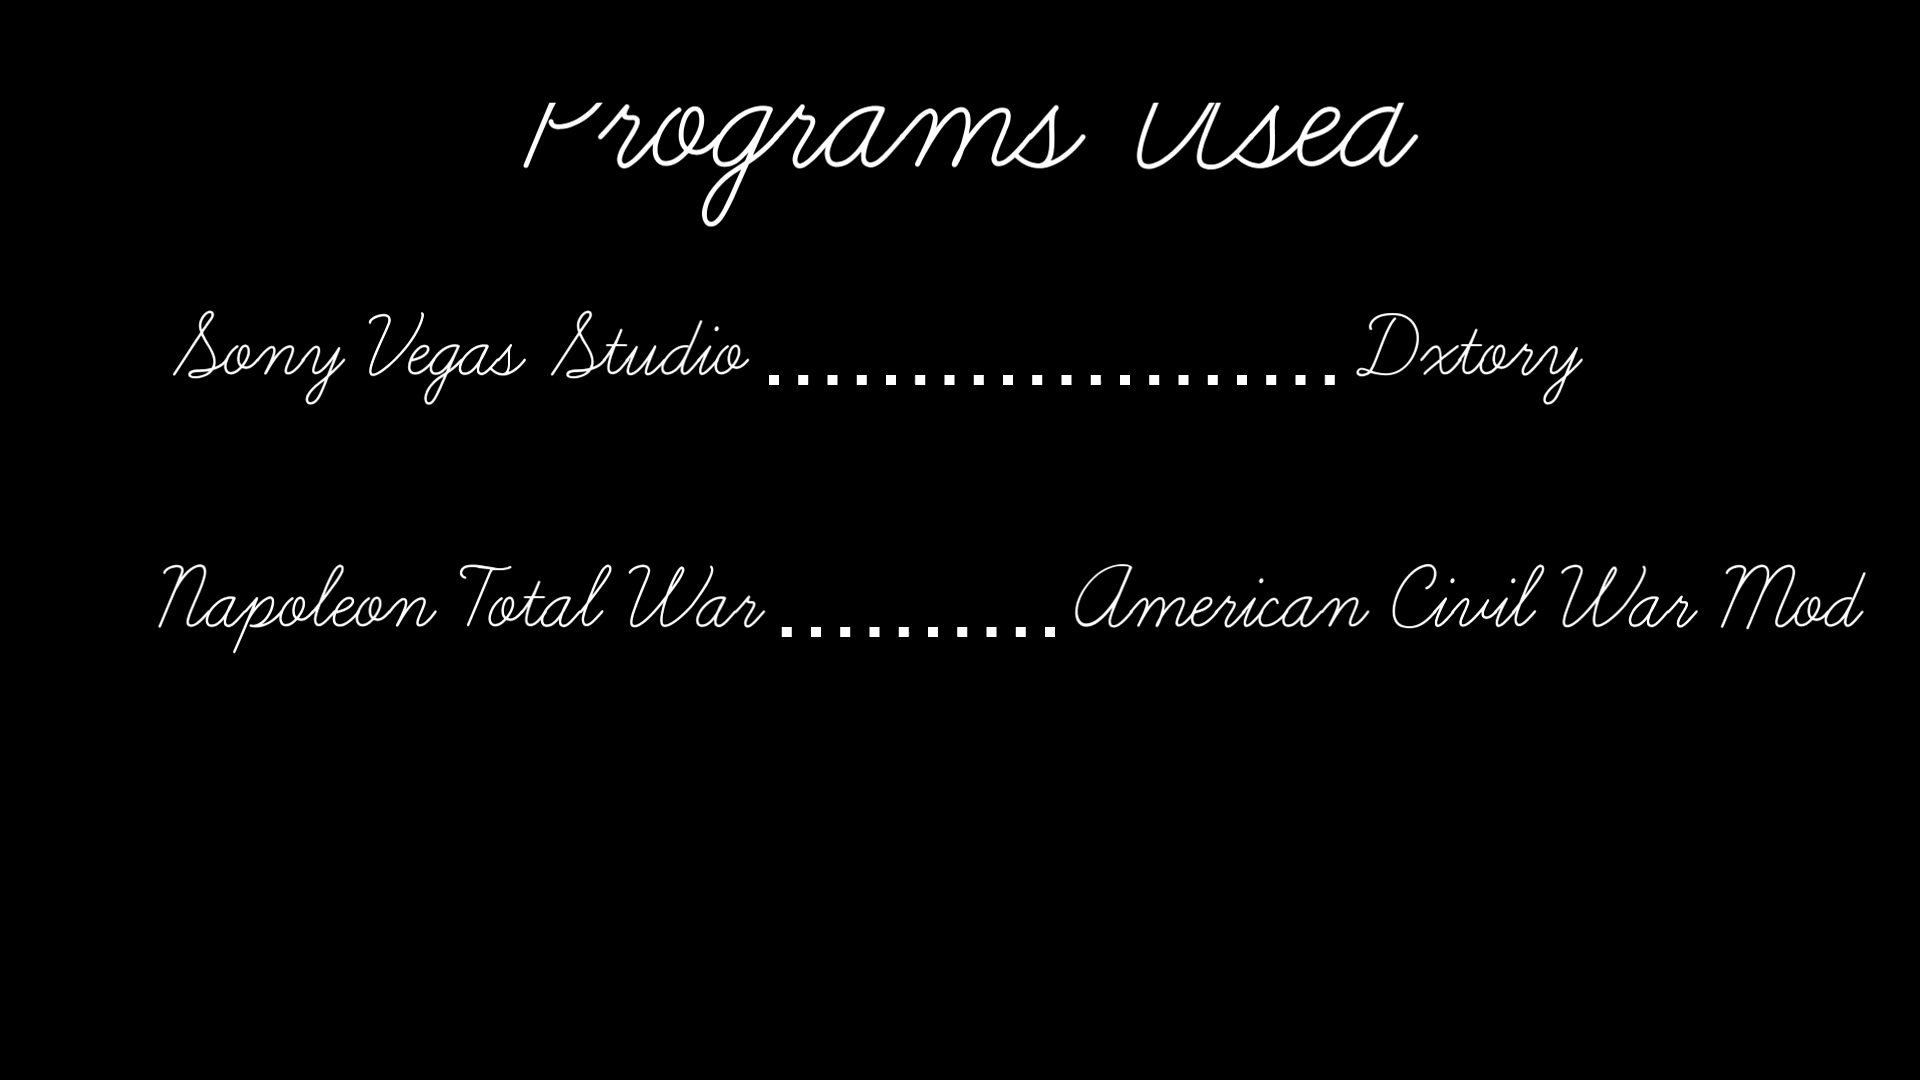 Programs Used
Sony Vegas Studio .................... Dxtory
Napoleon Total War .......... American Civil War Mod